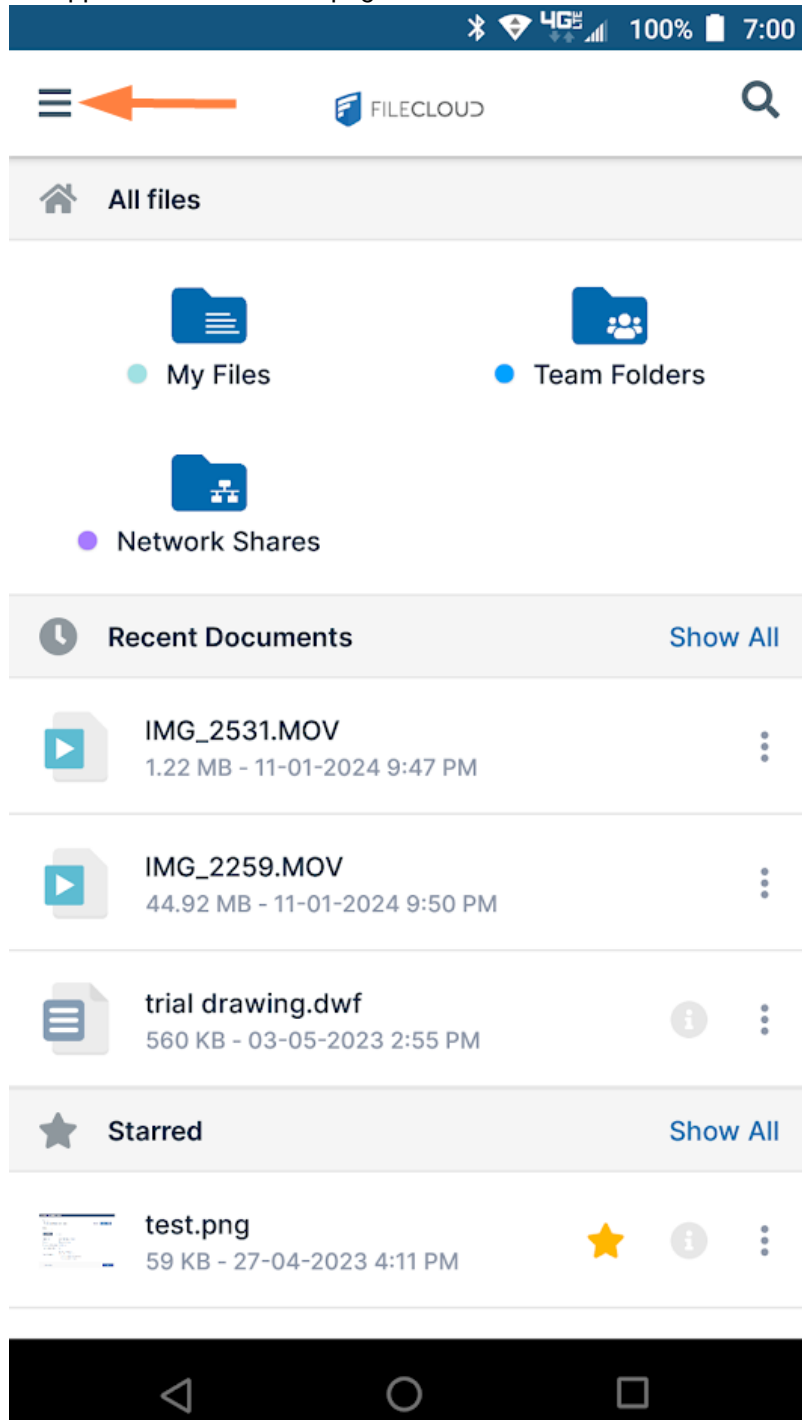 4G LTE 100% 7:00
FILECLOUD
All files
My Files
Team Folders
Network Shares
Recent Documents Show All
IMG_2531.MOV
1.22 MB - 11-01-2024 9:47 PM
IMG_2259.MOV
44.92 MB - 11-01-2024 9:50 PM
trial drawing.dwf
560 KB - 03-05-2023 2:55 PM
Starred Show All
test.png
59 KB - 27-04-2023 4:11 PM